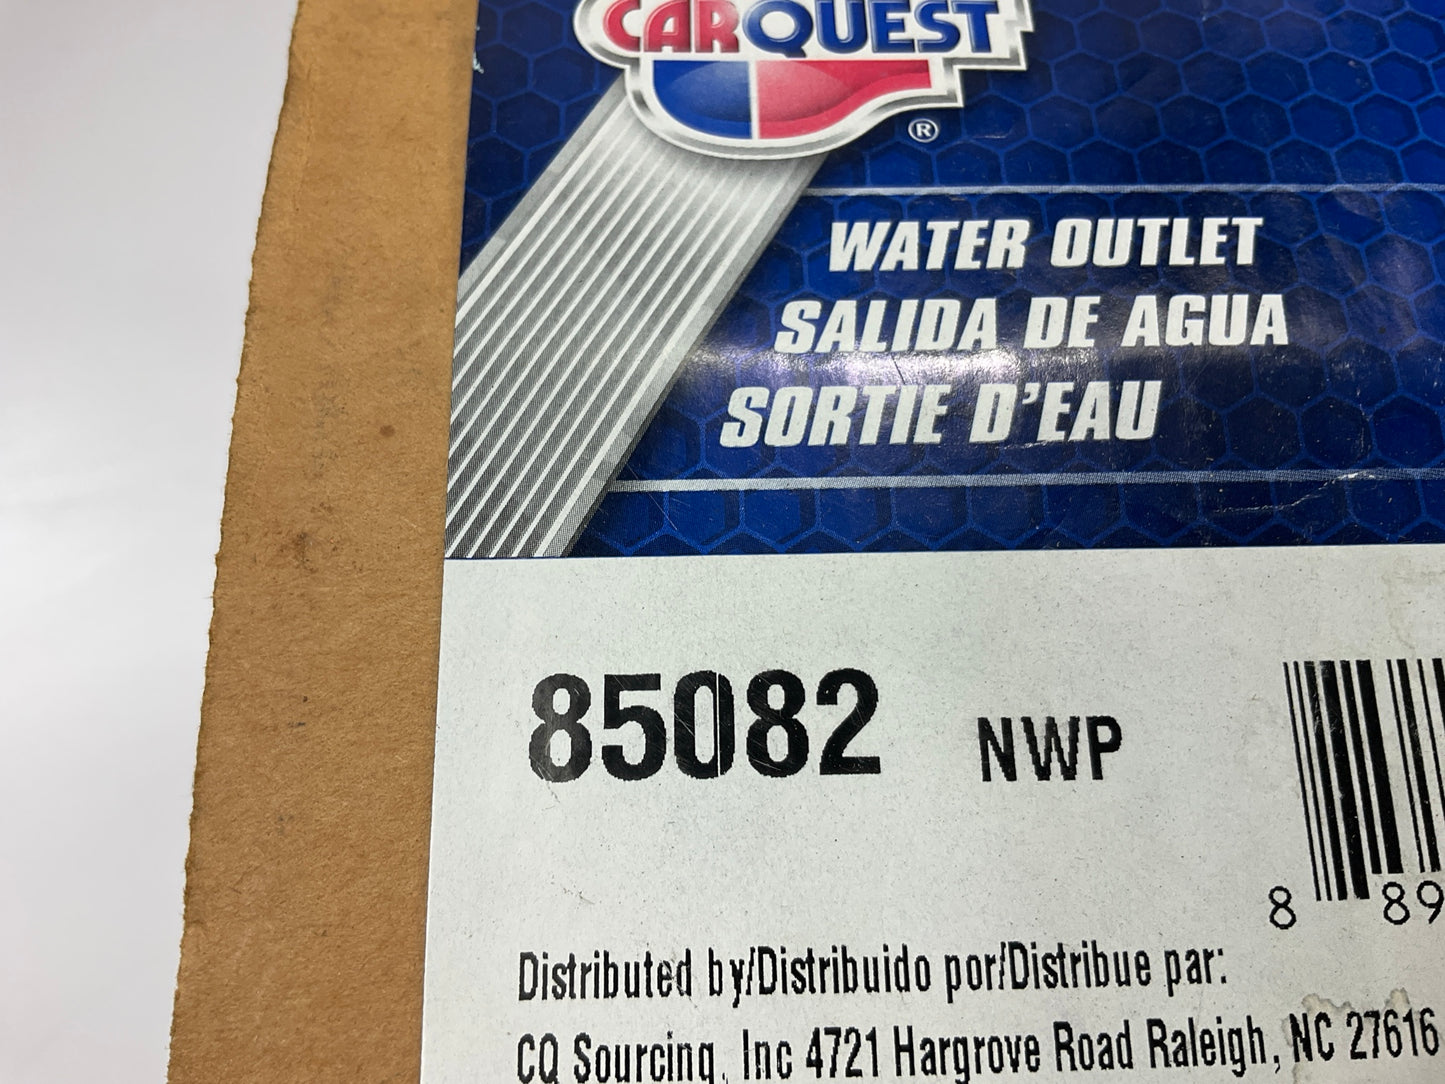 CARQUEST
®
WATER OUTLET
SALIDA DE AGUA
SORTIE D'EAU
85082 NWP
8 89
Distributed by/Distribuido por/Distribue par:
CQ Sourcing, Inc 4721 Hargrove Road Raleigh, NC 27616